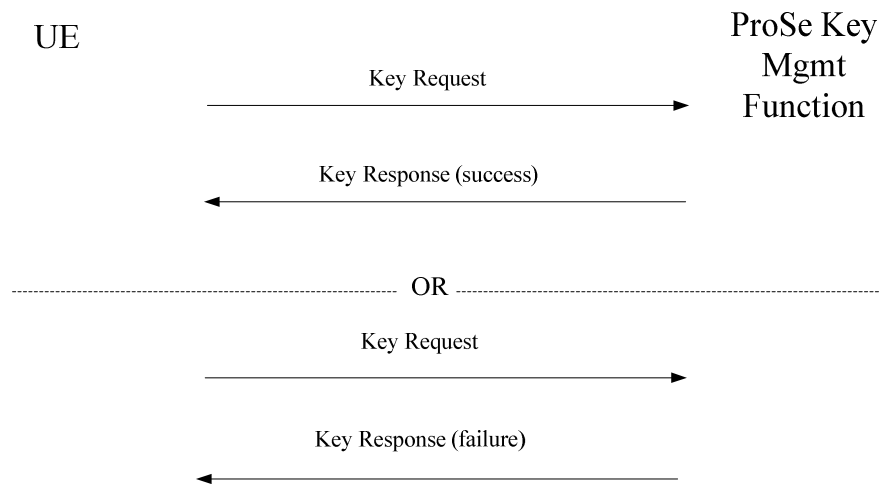 UE
ProSe Key
Mgmt
Function
Key Request
Key Response (success)
OR
Key Request
Key Response (failure)